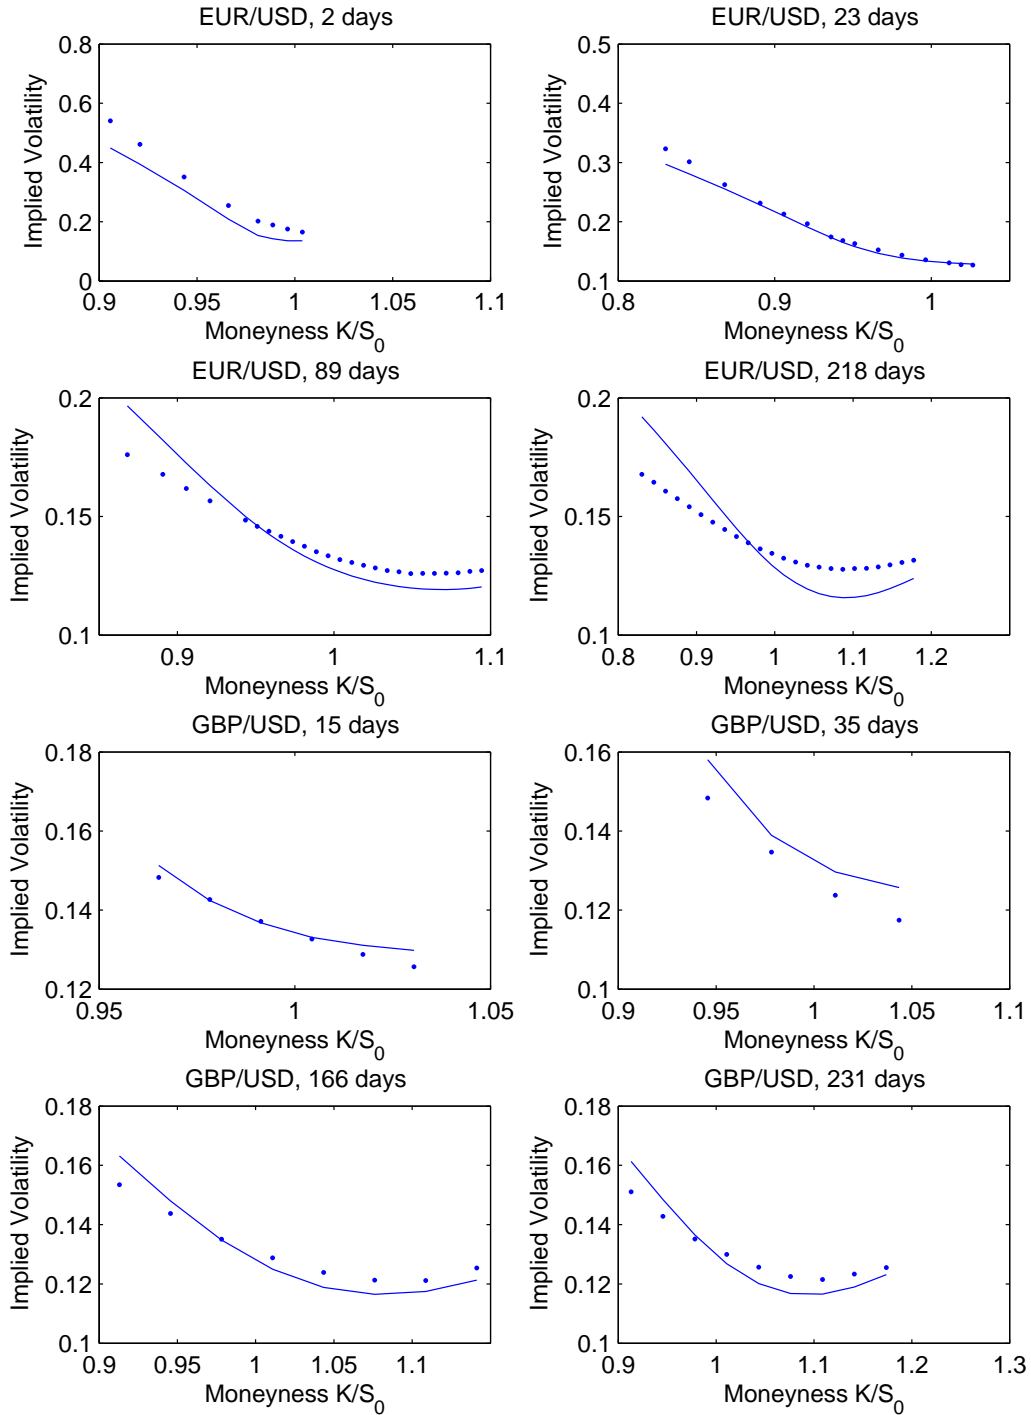 EUR/USD, 2 days
0.8
0.6
0.4
0.2
0
Implied Volatility
0.9
0.95
1
1.05
1.1
Moneyness K/S0
EUR/USD, 23 days
0.5
0.4
0.3
0.2
0.1
Implied Volatility
0.8
0.9
1
Moneyness K/S0
EUR/USD, 89 days
0.2
0.15
0.1
Implied Volatility
0.9
1
1.1
Moneyness K/S0
EUR/USD, 218 days
0.2
0.15
0.1
Implied Volatility
0.8
0.9
1
1.1
1.2
Moneyness K/S0
GBP/USD, 15 days
0.18
0.16
0.14
0.12
Implied Volatility
0.95
1
1.05
Moneyness K/S0
GBP/USD, 35 days
0.16
0.14
0.12
0.1
Implied Volatility
0.9
0.95
1
1.05
1.1
Moneyness K/S0
GBP/USD, 166 days
0.18
0.16
0.14
0.12
0.1
Implied Volatility
0.9
0.95
1
1.05
1.1
Moneyness K/S0
GBP/USD, 231 days
0.18
0.16
0.14
0.12
0.1
Implied Volatility
0.9
1
1.1
1.2
1.3
Moneyness K/S0